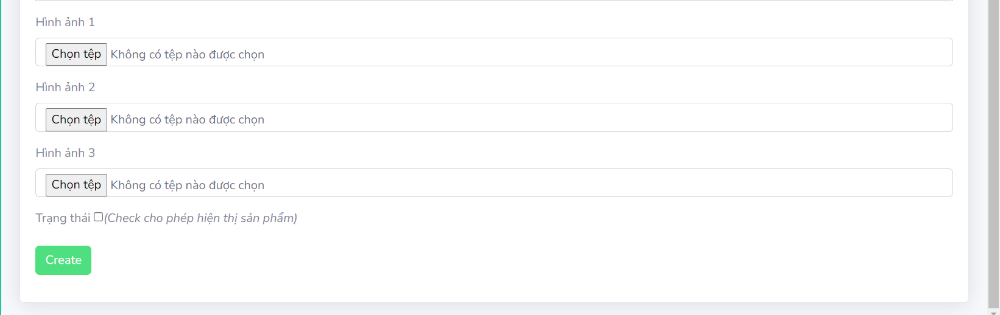 Hình ảnh 1
Chọn tệp Không có tệp nào được chọn
Hình ảnh 2
Chọn tệp Không có tệp nào được chọn
Hình ảnh 3
Chọn tệp Không có tệp nào được chọn
Trạng thái (Check cho phép hiện thị sản phẩm)
Create